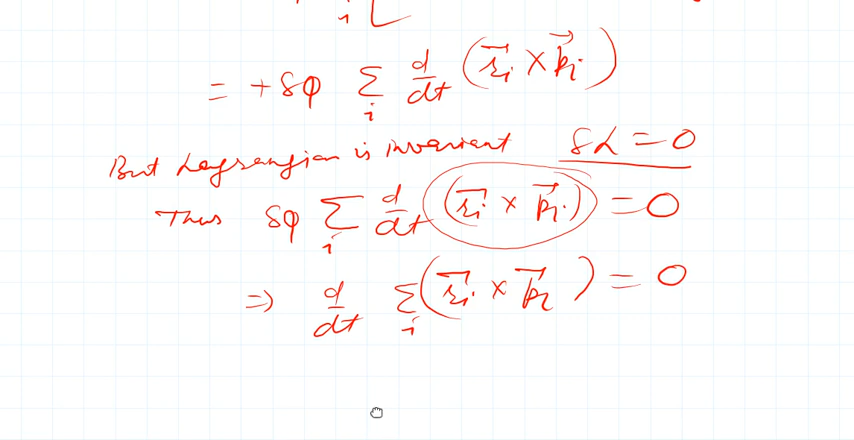 i [
= + δφ Σ_i d/dt (r⃗_i × p⃗_i)
But Lagrangian is invariant δL = 0
Thus δφ Σ_i d/dt (r⃗_i × p⃗_i) = 0
⇒ d/dt Σ_i (r⃗_i × p⃗_i) = 0